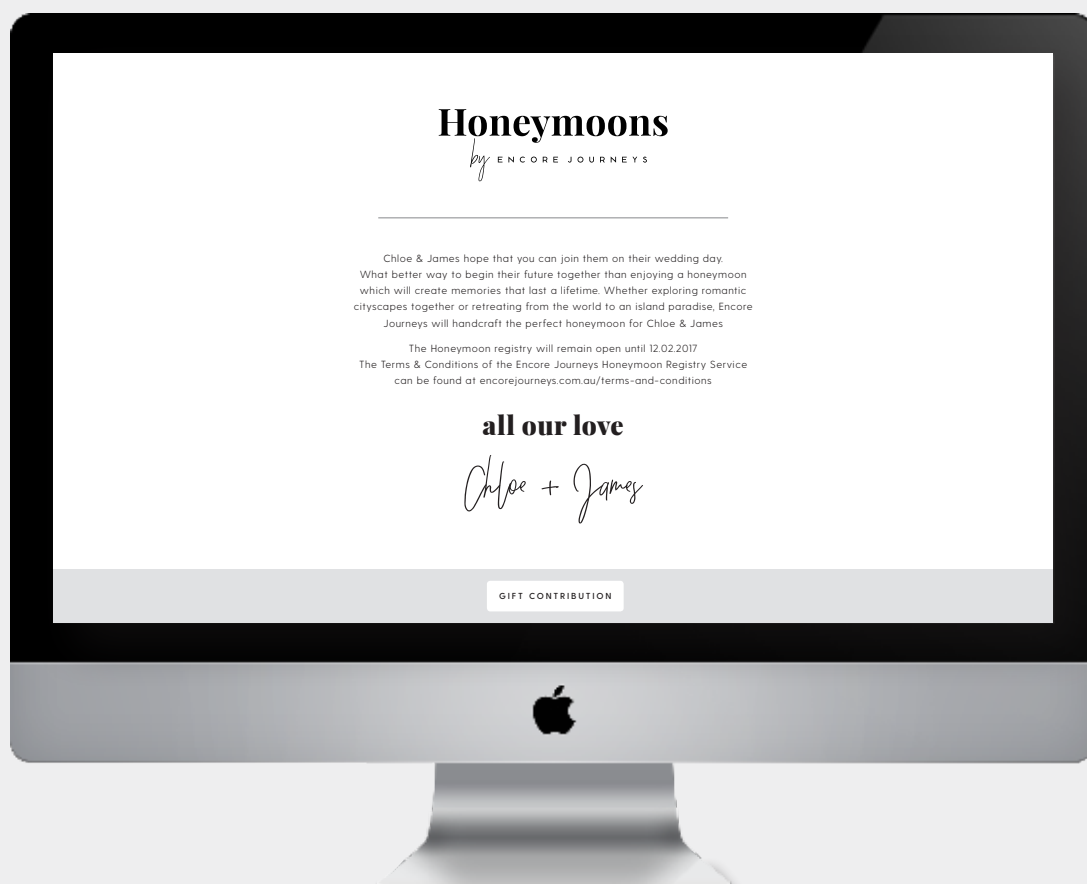 Honeymoons
by ENCORE JOURNEYS
Chloe & James hope that you can join them on their wedding day.
What better way to begin their future together than enjoying a honeymoon
which will create memories that last a lifetime. Whether exploring romantic
cityscapes together or retreating from the world to an island paradise, Encore
Journeys will handcraft the perfect honeymoon for Chloe & James
The Honeymoon registry will remain open until 12.02.2017
The Terms & Conditions of the Encore Journeys Honeymoon Registry Service
can be found at encorejourneys.com.au/terms-and-conditions
all our love
Chloe + James
GIFT CONTRIBUTION